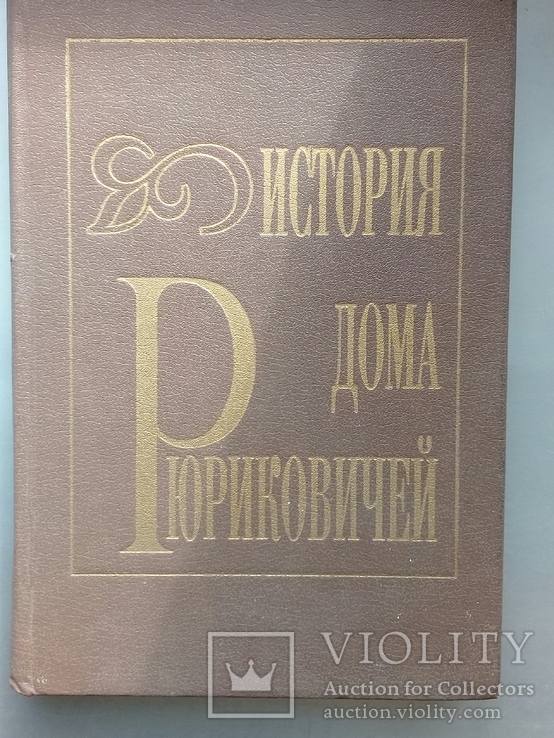 ИСТОРИЯ
ДОМА
РЮРИКОВИЧЕЙ
VIOLITY
Auction for Collectors
auction.violity.com